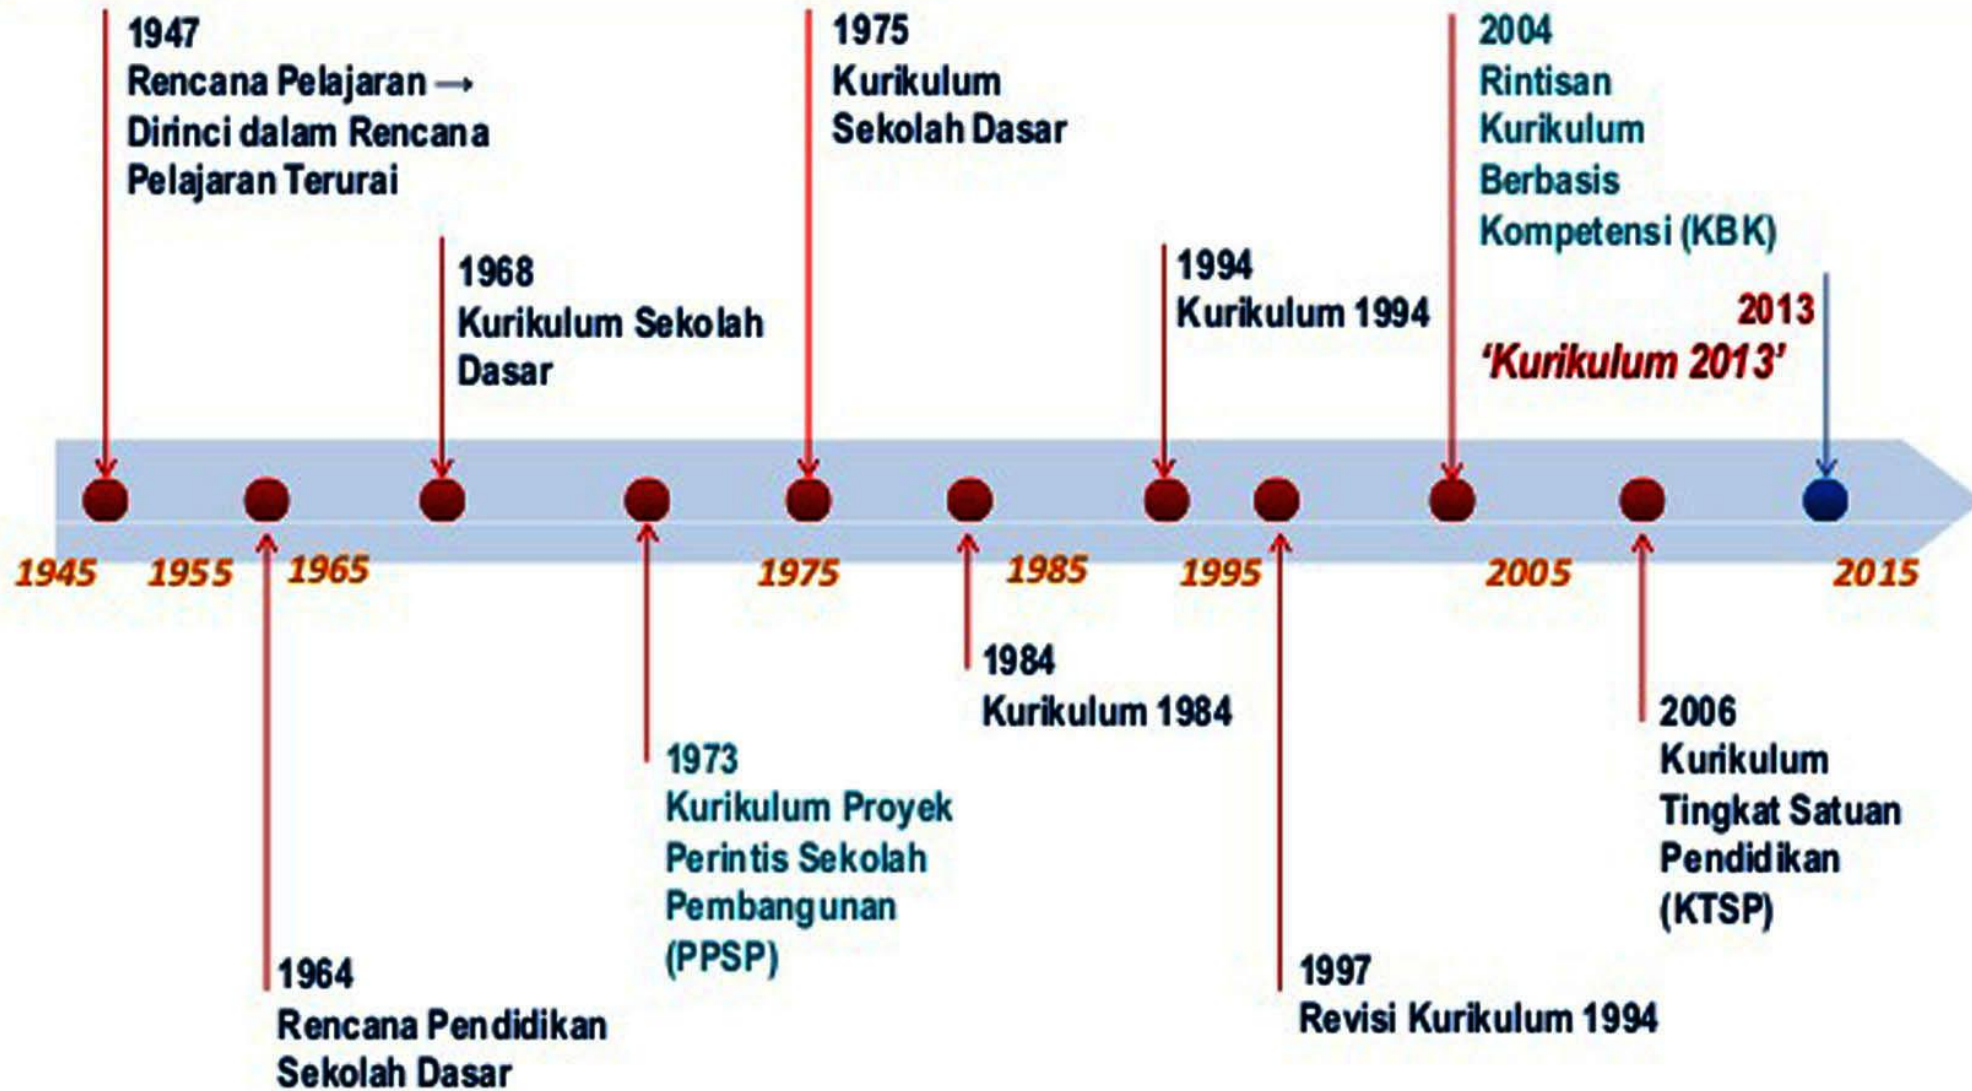 1947
Rencana Pelajaran →
Dirinci dalam Rencana
Pelajaran Terurai
1968
Kurikulum Sekolah
Dasar
1975
Kurikulum
Sekolah Dasar
1994
Kurikulum 1994
2004
Rintisan
Kurikulum
Berbasis
Kompetensi (KBK)
2013
‘Kurikulum 2013’
1945
1955
1965
1975
1985
1995
2005
2015
1964
Rencana Pendidikan
Sekolah Dasar
1973
Kurikulum Proyek
Perintis Sekolah
Pembangunan
(PPSP)
1984
Kurikulum 1984
1997
Revisi Kurikulum 1994
2006
Kurikulum
Tingkat Satuan
Pendidikan
(KTSP)